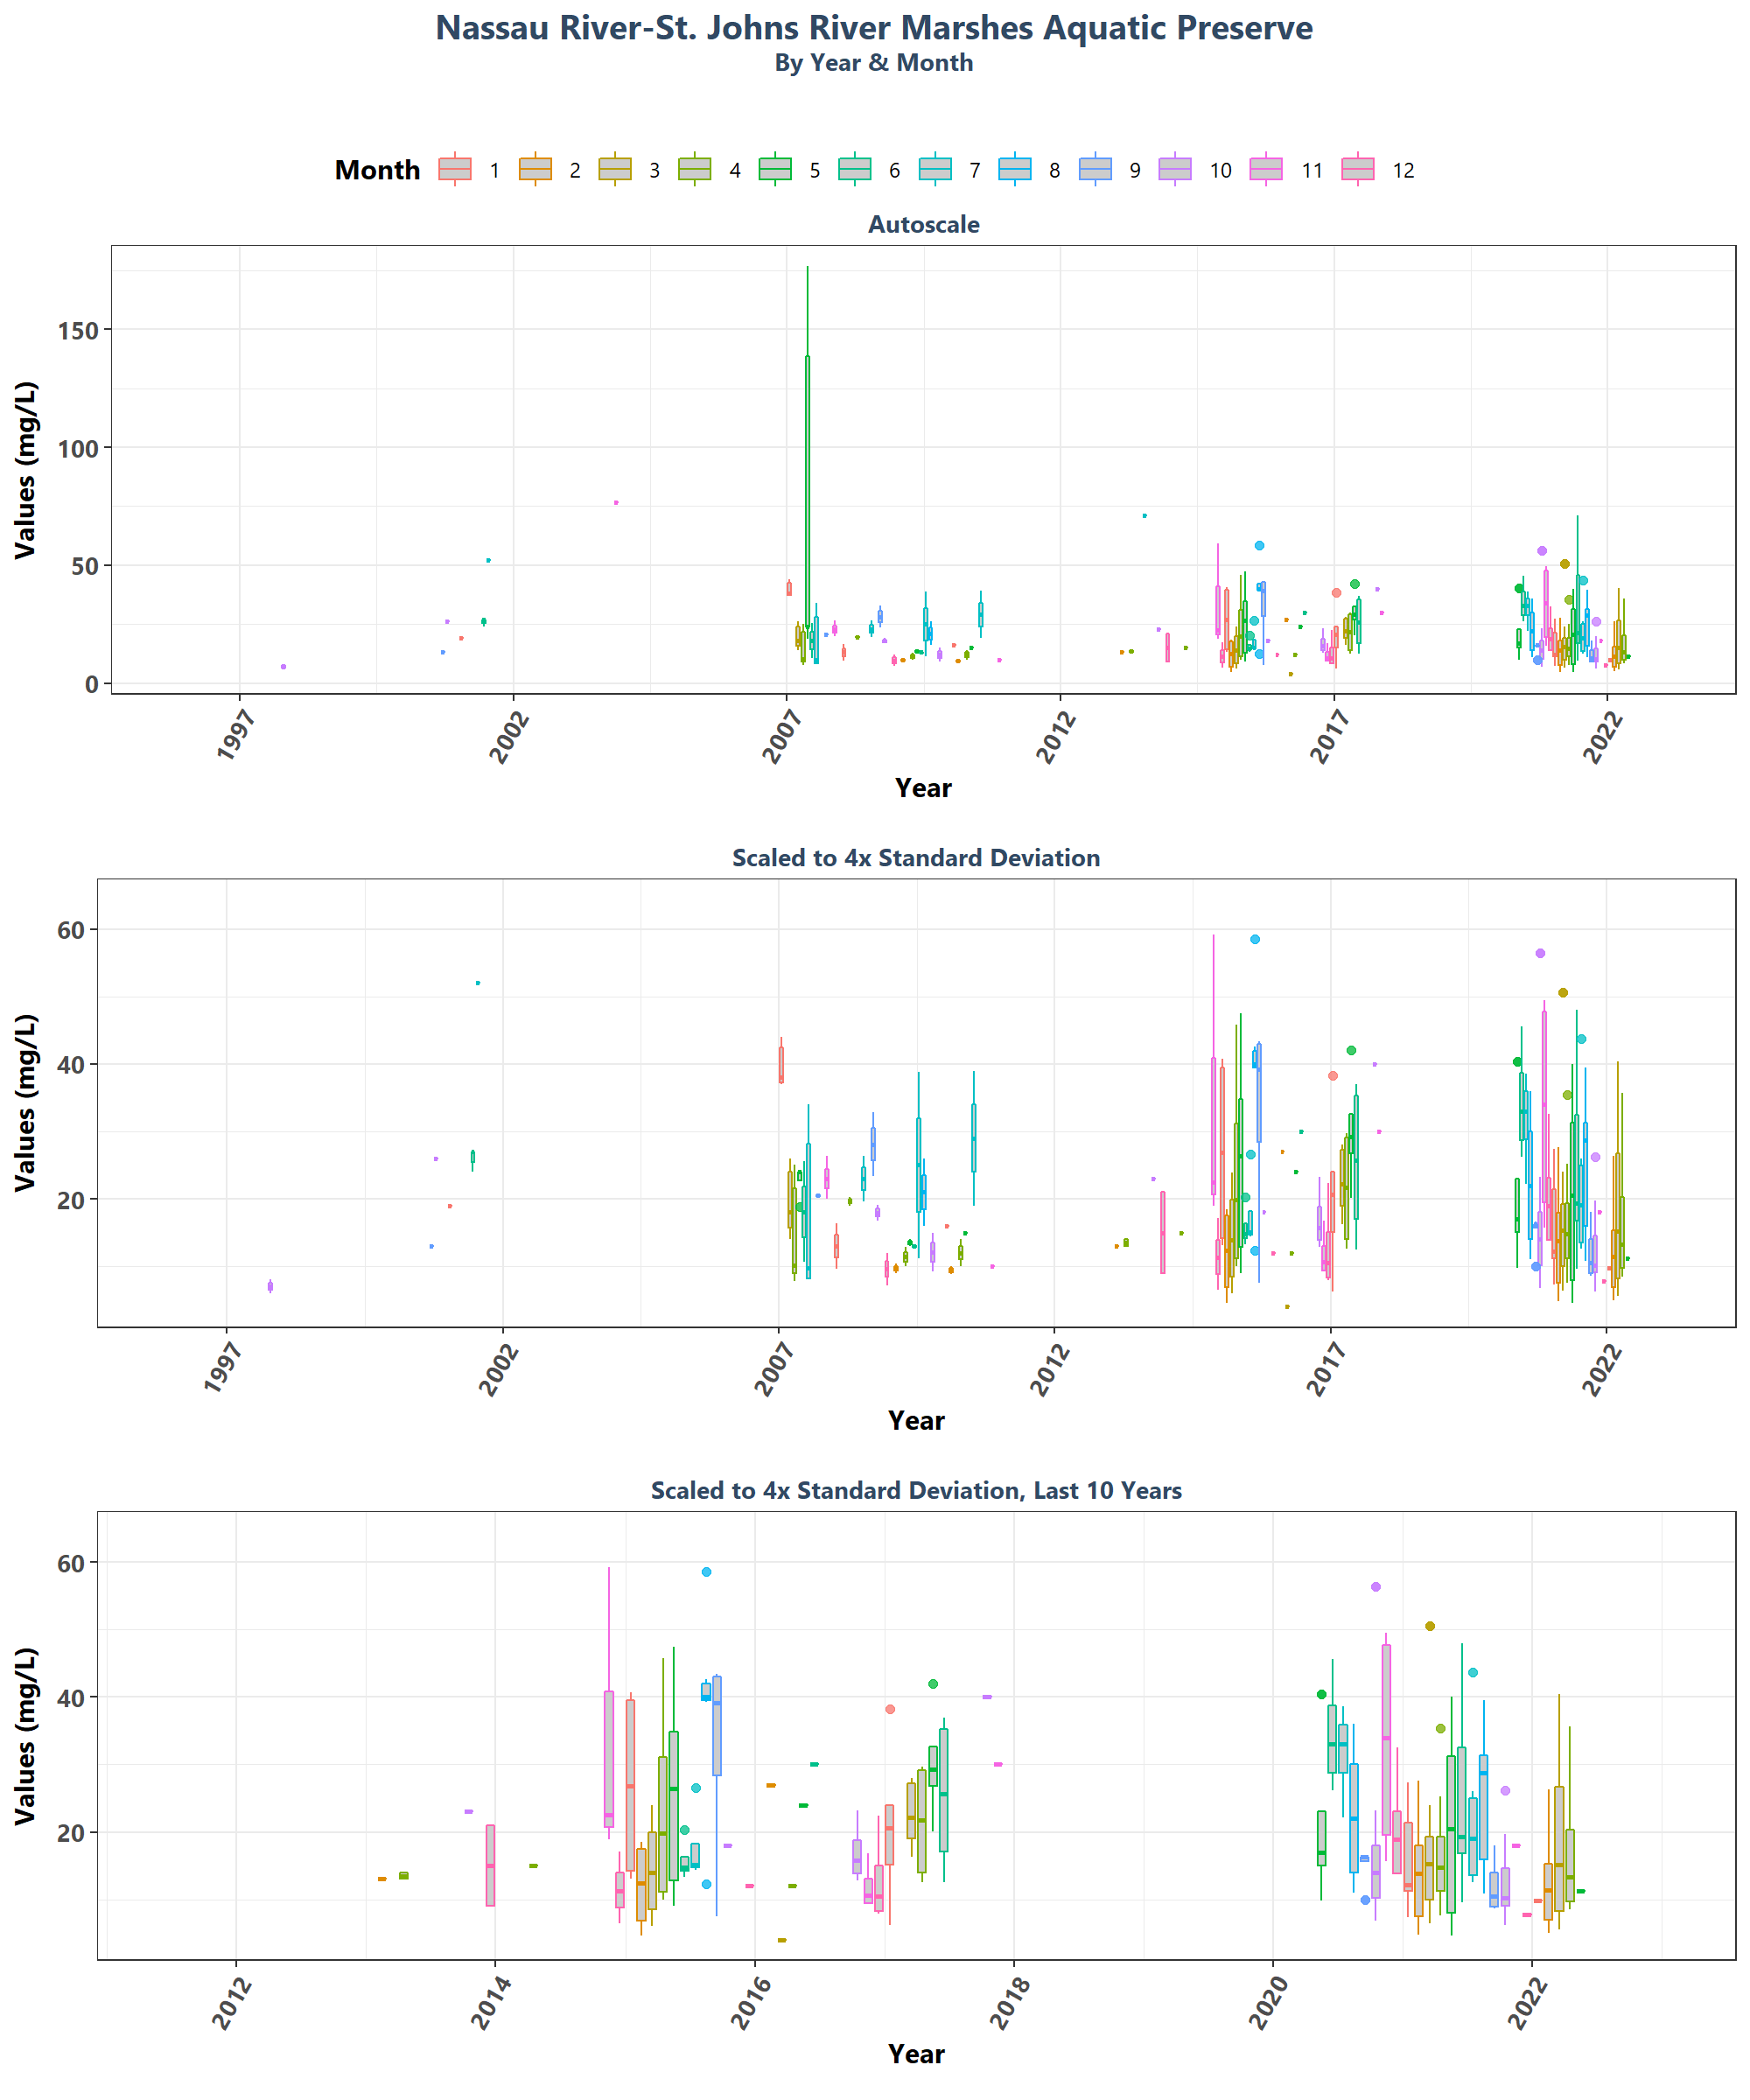 Nassau River-St. Johns River Marshes Aquatic Preserve
By Year & Month
Month 1 2 3 4 5 6 7 8 9 10 11 12
Autoscale
Values (mg/L)
150
100
50
0
1997 2002 2007 2012 2017 2022
Year
Scaled to 4x Standard Deviation
Values (mg/L)
60
40
20
1997 2002 2007 2012 2017 2022
Year
Scaled to 4x Standard Deviation, Last 10 Years
Values (mg/L)
60
40
20
2012 2014 2016 2018 2020 2022
Year